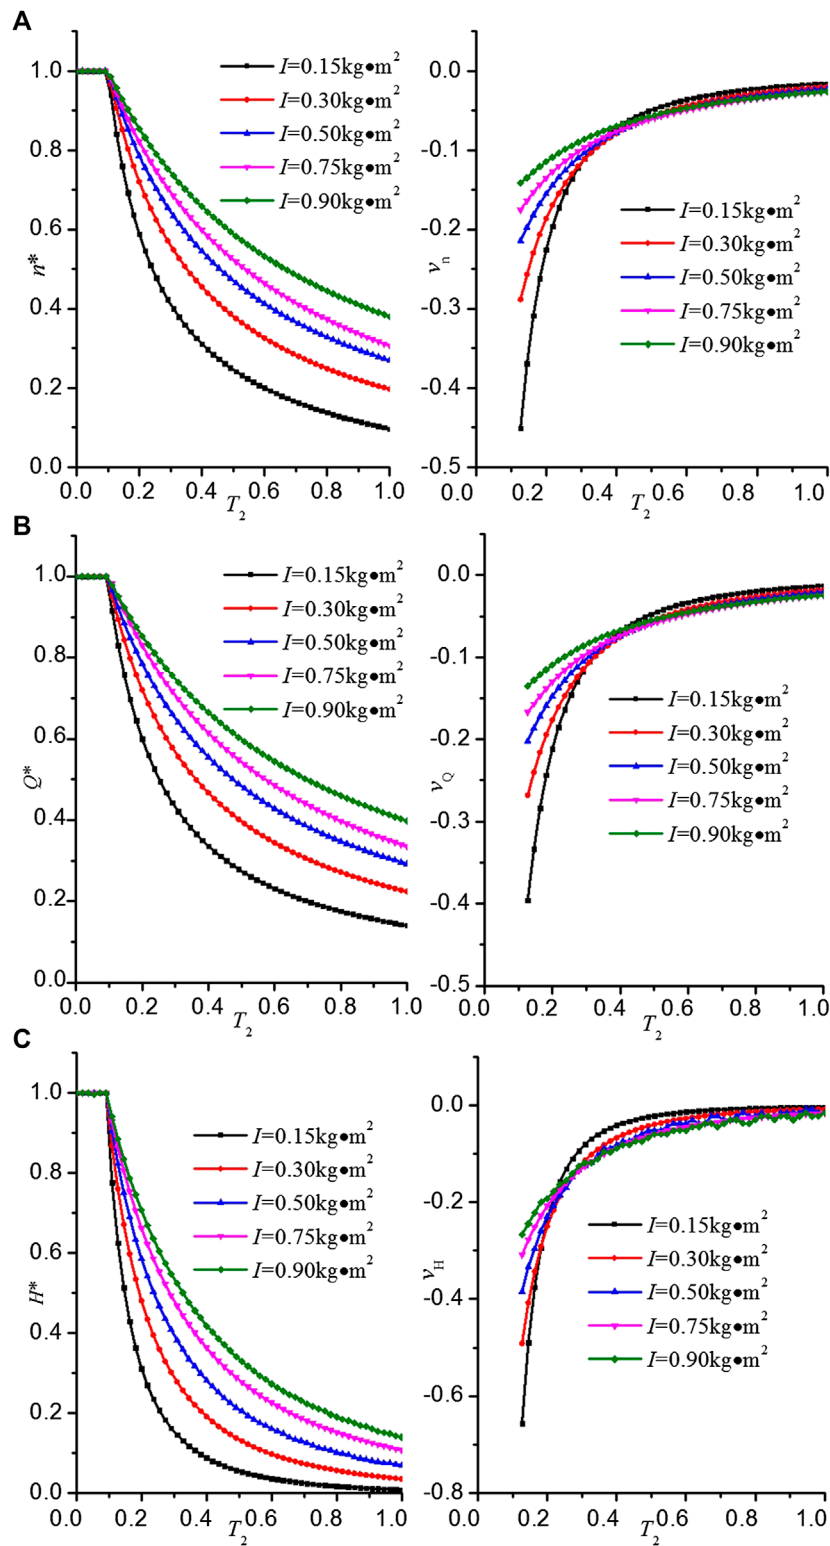 A
1.0
0.8
0.6
0.4
0.2
0.0
n*
I=0.15kg●m²
I=0.30kg●m²
I=0.50kg●m²
I=0.75kg●m²
I=0.90kg●m²
0.0 0.2 0.4 0.6 0.8 1.0
T₂
0.0
-0.1
-0.2
-0.3
-0.4
-0.5
vₙ
I=0.15kg●m²
I=0.30kg●m²
I=0.50kg●m²
I=0.75kg●m²
I=0.90kg●m²
0.0 0.2 0.4 0.6 0.8 1.0
T₂
B
1.0
0.8
0.6
0.4
0.2
0.0
Q*
I=0.15kg●m²
I=0.30kg●m²
I=0.50kg●m²
I=0.75kg●m²
I=0.90kg●m²
0.0 0.2 0.4 0.6 0.8 1.0
T₂
0.0
-0.1
-0.2
-0.3
-0.4
-0.5
v_Q
I=0.15kg●m²
I=0.30kg●m²
I=0.50kg●m²
I=0.75kg●m²
I=0.90kg●m²
0.0 0.2 0.4 0.6 0.8 1.0
T₂
C
1.0
0.8
0.6
0.4
0.2
0.0
H*
I=0.15kg●m²
I=0.30kg●m²
I=0.50kg●m²
I=0.75kg●m²
I=0.90kg●m²
0.0 0.2 0.4 0.6 0.8 1.0
T₂
0.0
-0.2
-0.4
-0.6
-0.8
v_H
I=0.15kg●m²
I=0.30kg●m²
I=0.50kg●m²
I=0.75kg●m²
I=0.90kg●m²
0.0 0.2 0.4 0.6 0.8 1.0
T₂